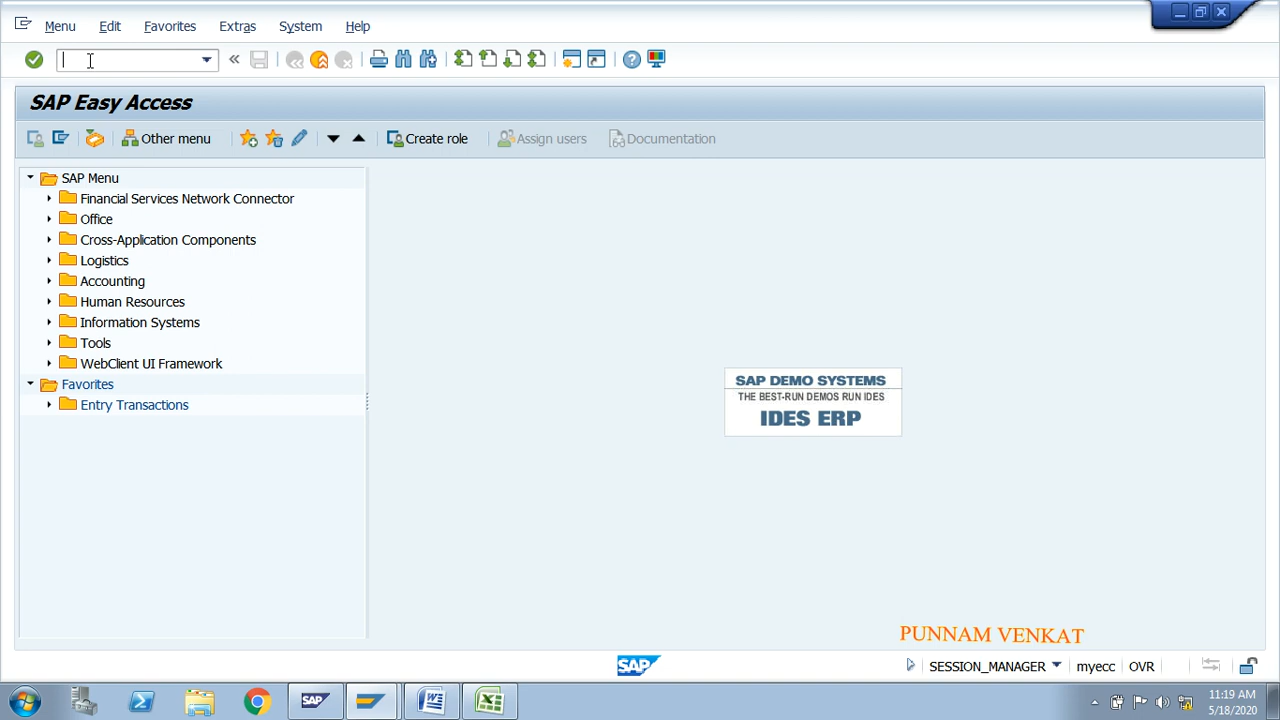 Menu Edit Favorites Extras System Help
SAP Easy Access
Other menu Create role Assign users Documentation
SAP Menu
Financial Services Network Connector
Office
Cross-Application Components
Logistics
Accounting
Human Resources
Information Systems
Tools
WebClient UI Framework
Favorites
Entry Transactions
SAP DEMO SYSTEMS
THE BEST-RUN DEMOS RUN IDES
IDES ERP
PUNNAM VENKAT
SAP SESSION_MANAGER myecc OVR
SAP
11:19 AM
5/18/2020